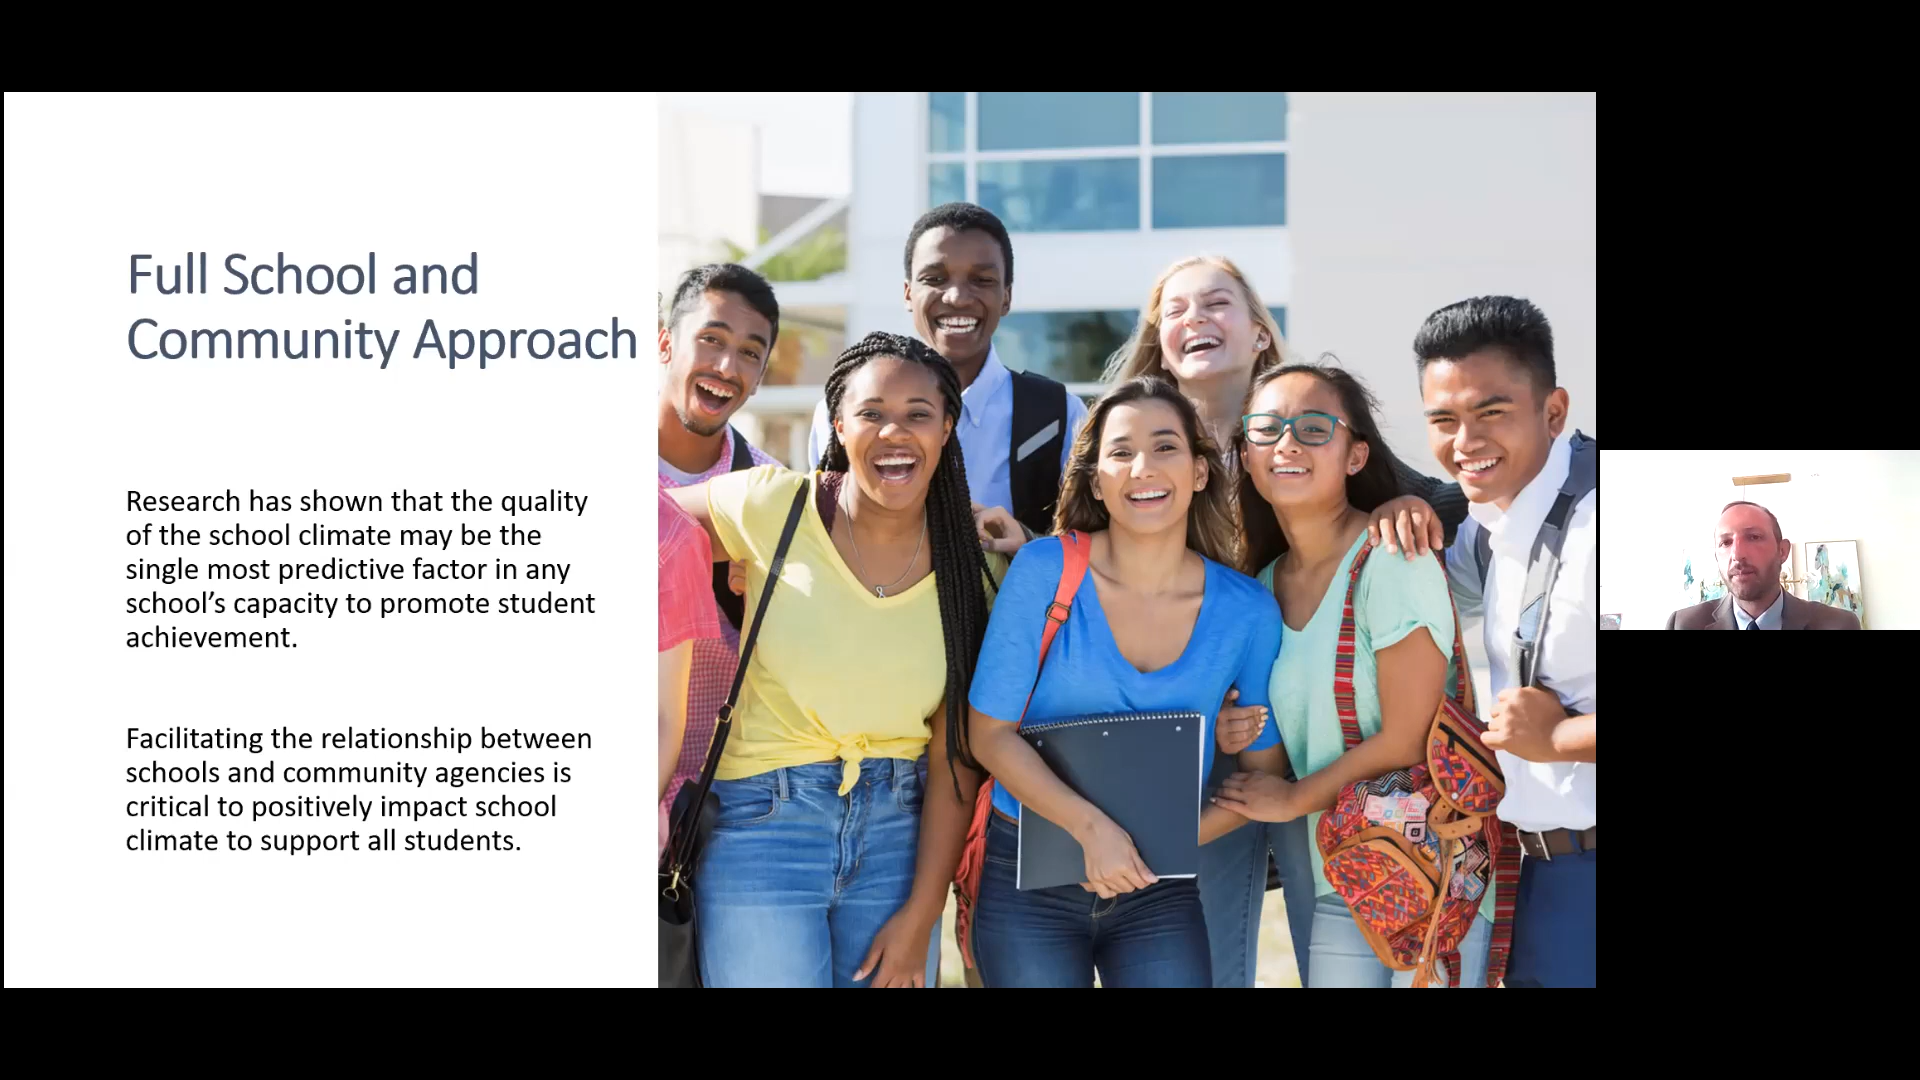 Full School and
Community Approach
Research has shown that the quality
of the school climate may be the
single most predictive factor in any
school’s capacity to promote student
achievement.
Facilitating the relationship between
schools and community agencies is
critical to positively impact school
climate to support all students.